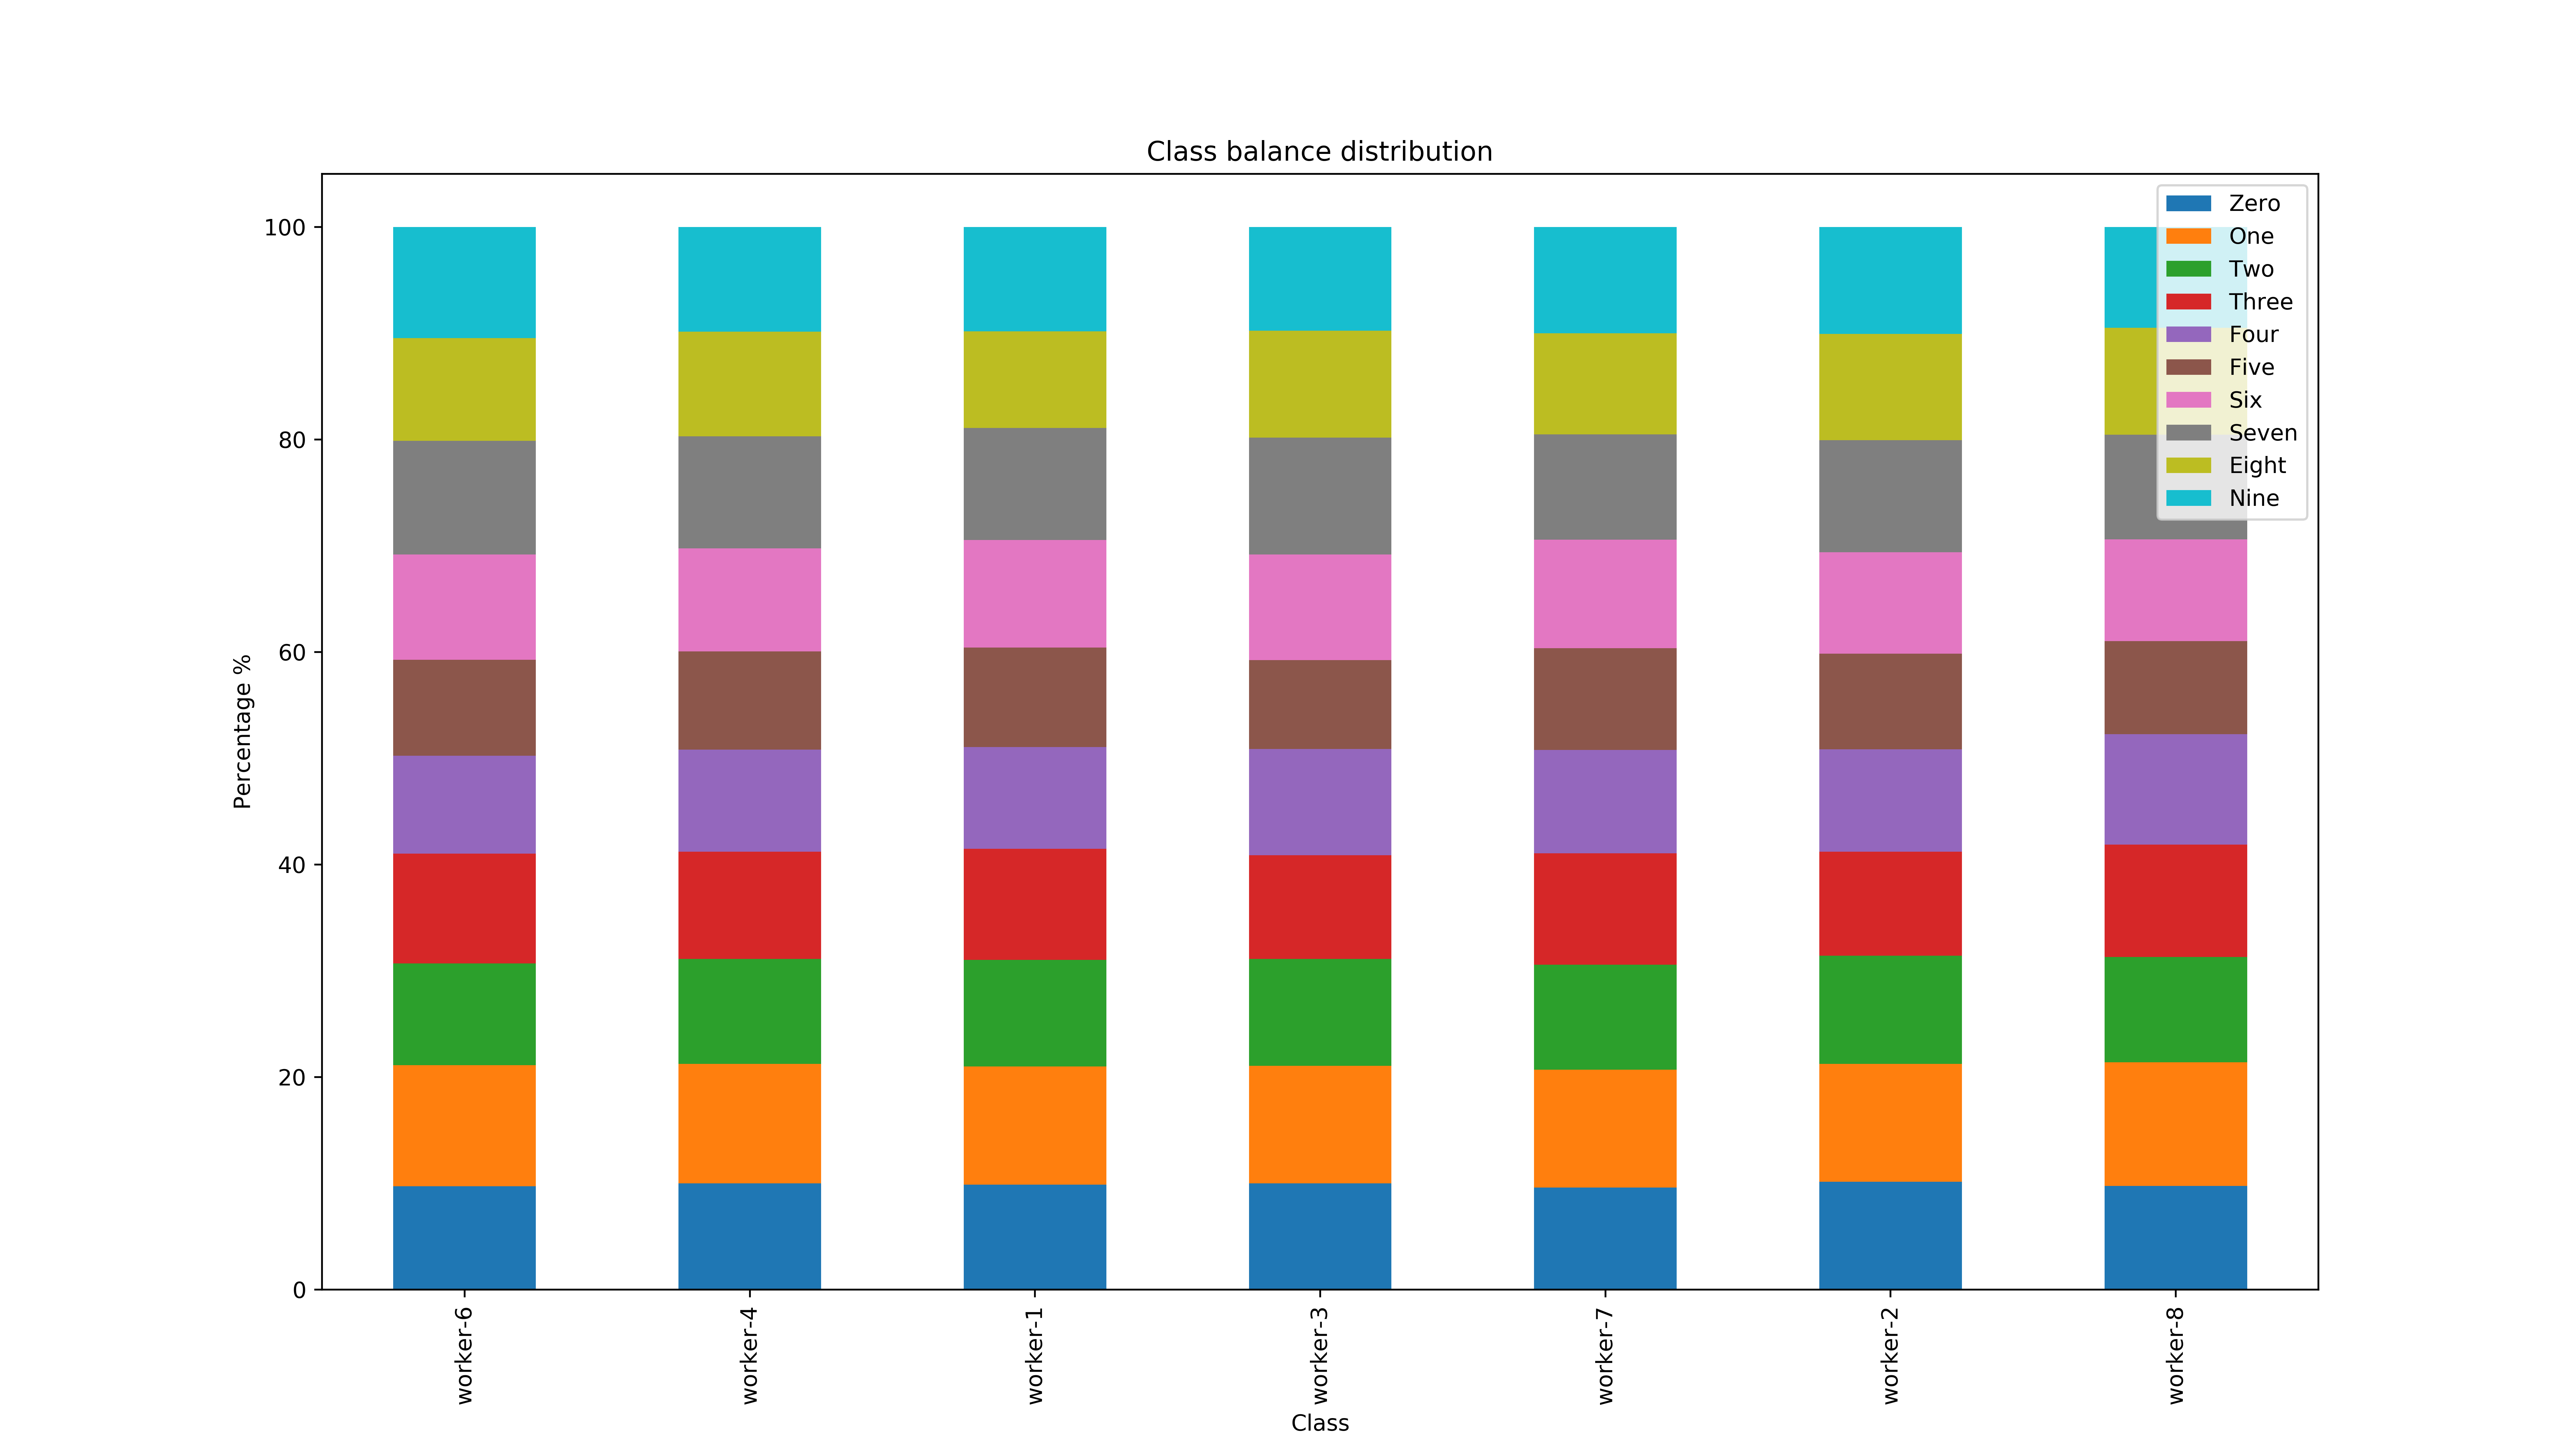 Class balance distribution
Zero
One
Two
Three
Four
Five
Six
Seven
Eight
Nine
100
80
60
40
20
0
Percentage %
worker-6
worker-4
worker-1
worker-3
worker-7
worker-2
worker-8
Class